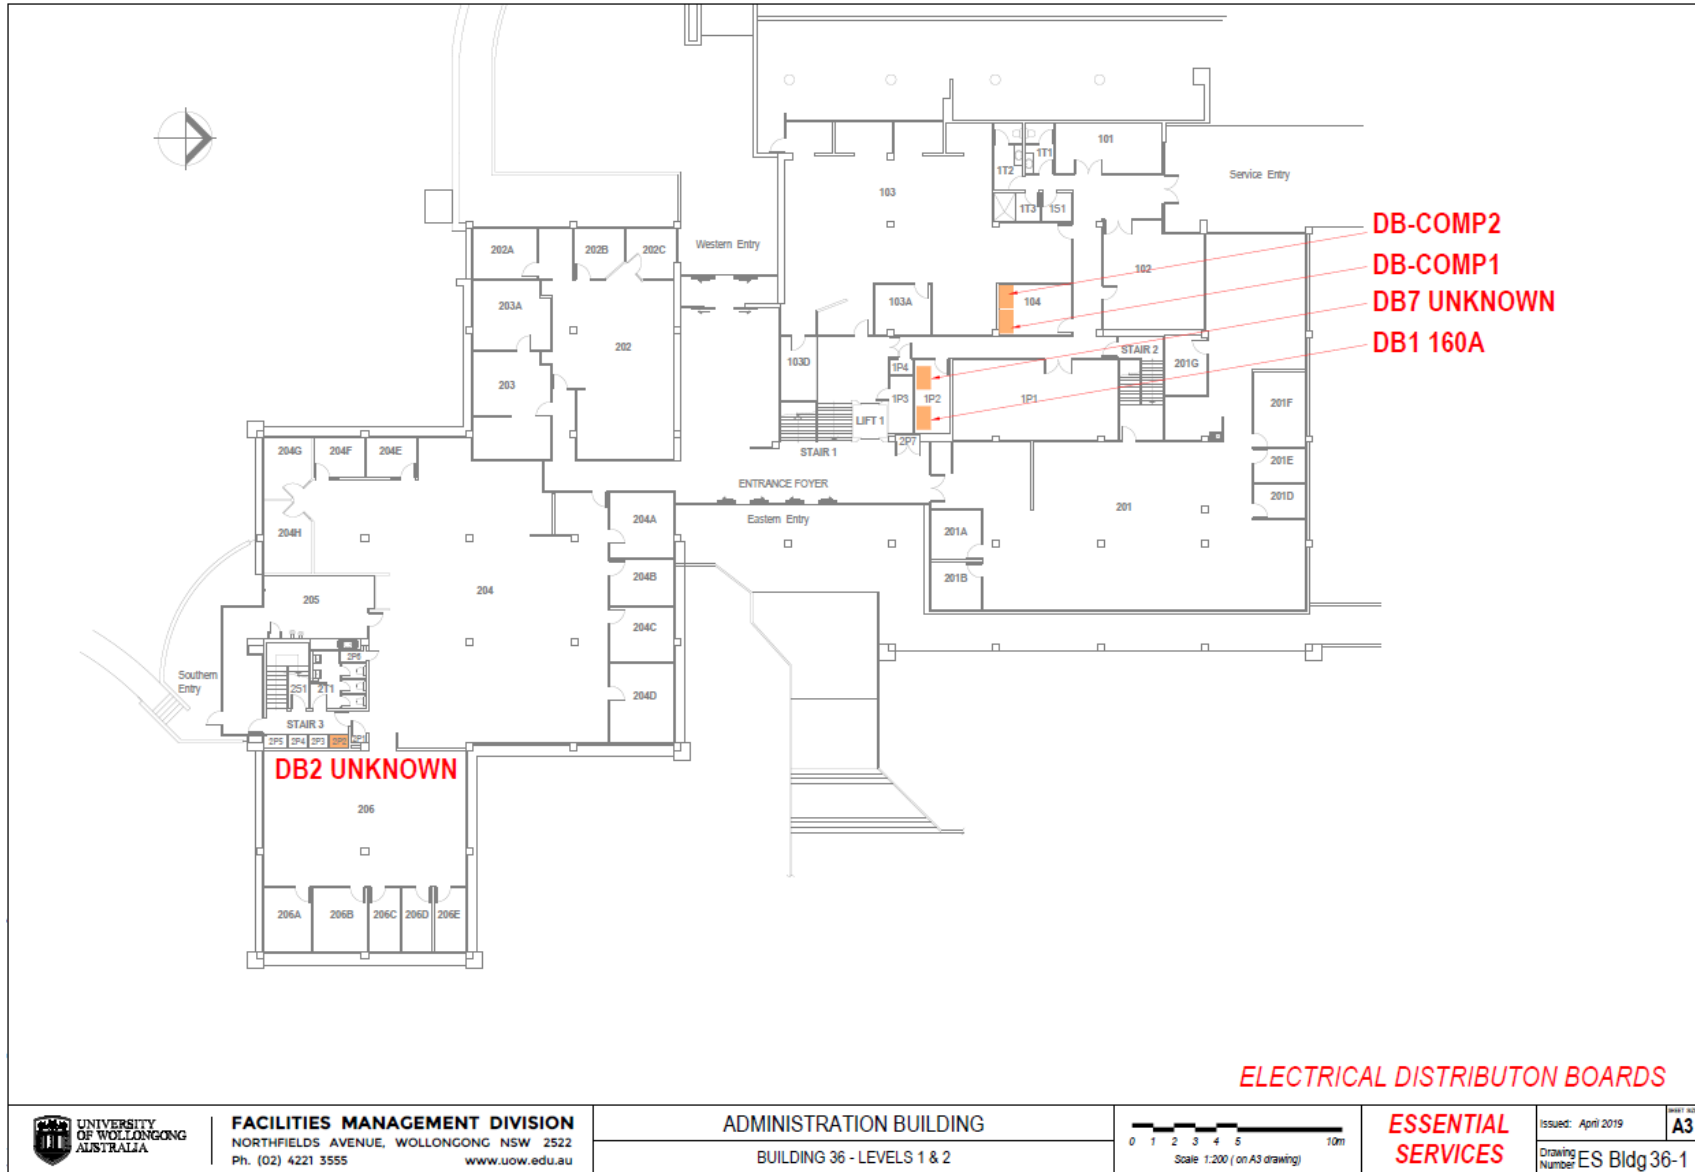 101
1T1
1T2
Service Entry
103
1T3
1S1
DB-COMP2
202A
202B
202C
Western Entry
DB-COMP1
102
203A
103A
104
DB7 UNKNOWN
202
DB1 160A
STAIR 2
103D
201G
1P4
203
1P3
1P2
1P1
201F
LIFT 1
2P7
204G
204F
204E
STAIR 1
201E
ENTRANCE FOYER
201D
204A
Eastern Entry
201
204H
201A
204B
201B
205
204
204C
2P6
Southern
Entry
2S1
2T1
204D
STAIR 3
2P5
2P4
2P3
2P2
2P1
DB2 UNKNOWN
206
206A
206B
206C
206D
206E
ELECTRICAL DISTRIBUTON BOARDS
UNIVERSITY
OF WOLLONGONG
AUSTRALIA
FACILITIES MANAGEMENT DIVISION
NORTHFIELDS AVENUE, WOLLONGONG NSW 2522
Ph. (02) 4221 3555
www.uow.edu.au
ADMINISTRATION BUILDING
BUILDING 36 - LEVELS 1 & 2
0 1 2 3 4 5 10m
Scale 1:200 ( on A3 drawing)
ESSENTIAL
SERVICES
Issued: April 2019
A3
Drawing
Number
ES Bldg 36-1